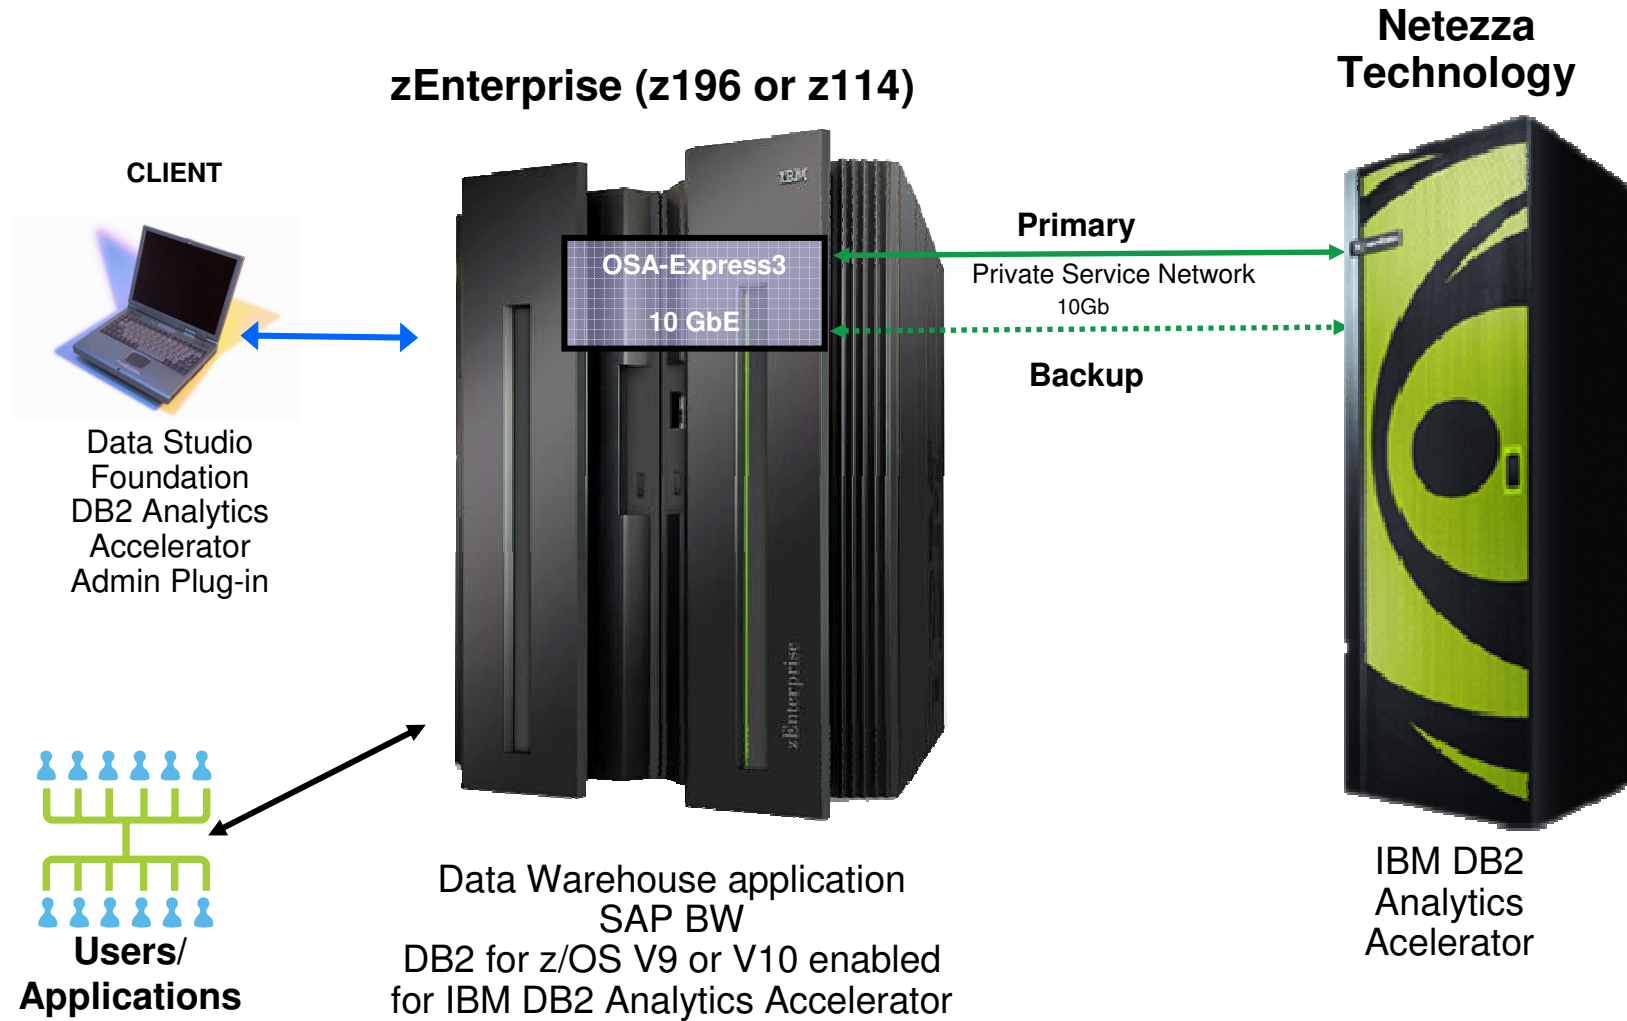 Netezza
Technology
zEnterprise (z196 or z114)
CLIENT
IBM
OSA-Express3
10 GbE
Primary
Private Service Network
10Gb
Backup
Data Studio
Foundation
DB2 Analytics
Accelerator
Admin Plug-in
zEnterprise
Users/
Applications
Data Warehouse application
SAP BW
DB2 for z/OS V9 or V10 enabled
for IBM DB2 Analytics Accelerator
IBM DB2
Analytics
Acelerator